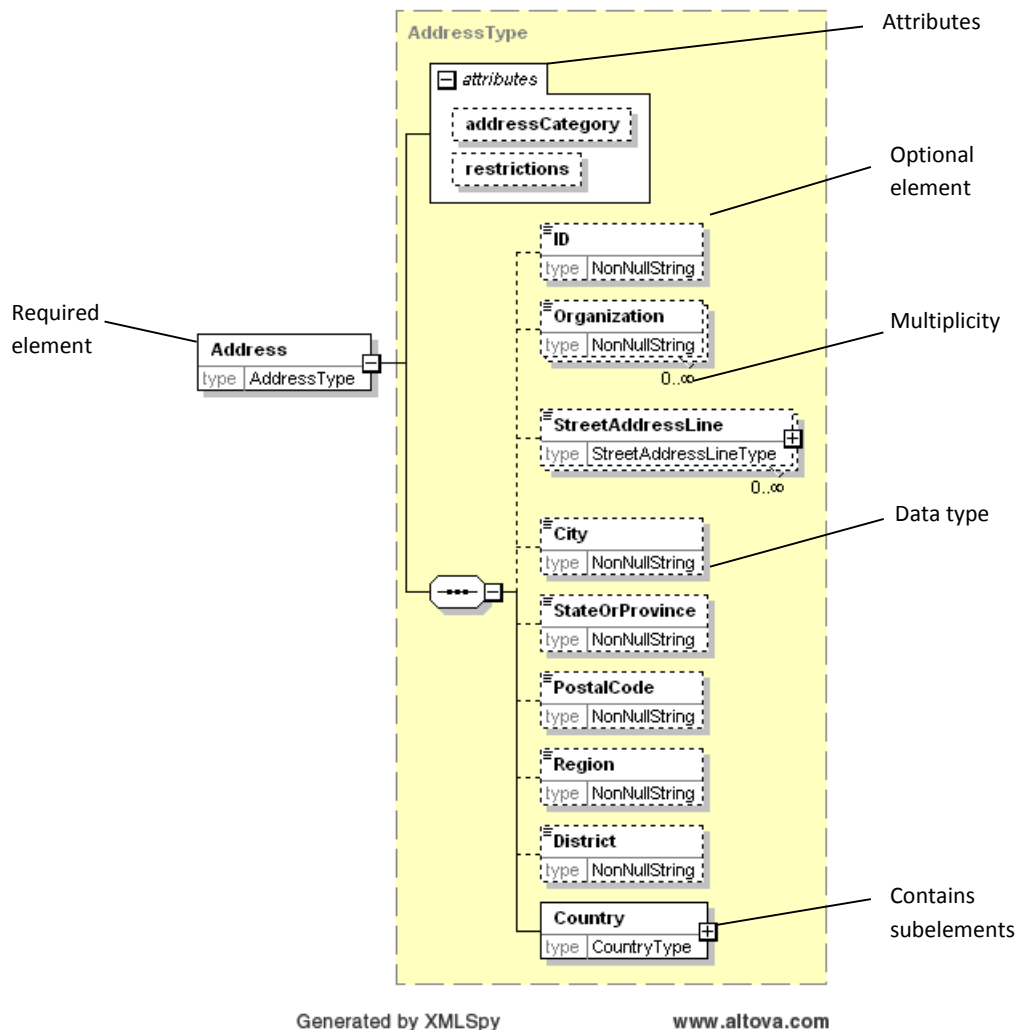 AddressType
Attributes
attributes
addressCategory
restrictions
Optional
element
ID
type NonNullString
Organization
type NonNullString
0..∞
Multiplicity
Required
element
Address
type AddressType
StreetAddressLine
type StreetAddressLineType
0..∞
City
type NonNullString
Data type
StateOrProvince
type NonNullString
PostalCode
type NonNullString
Region
type NonNullString
District
type NonNullString
Country
type CountryType
Contains
subelements
Generated by XMLSpy www.altova.com